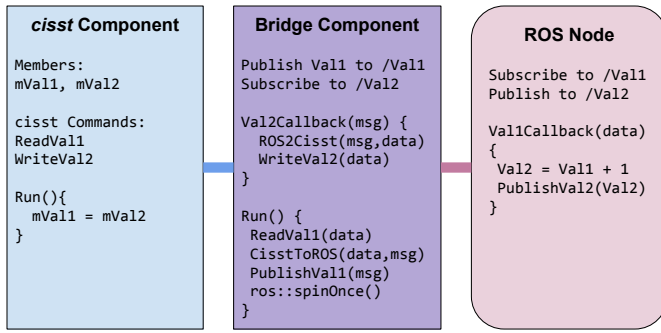 cisst Component
Members:
mVal1, mVal2
cisst Commands:
ReadVal1
WriteVal2
Run(){
mVal1 = mVal2
}
Bridge Component
Publish Val1 to /Val1
Subscribe to /Val2
Val2Callback(msg) {
ROS2Cisst(msg,data)
WriteVal2(data)
}
Run() {
ReadVal1(data)
CisstToROS(data,msg)
PublishVal1(msg)
ros::spinOnce()
}
ROS Node
Subscribe to /Val1
Publish to /Val2
Val1Callback(data)
{
Val2 = Val1 + 1
PublishVal2(Val2)
}